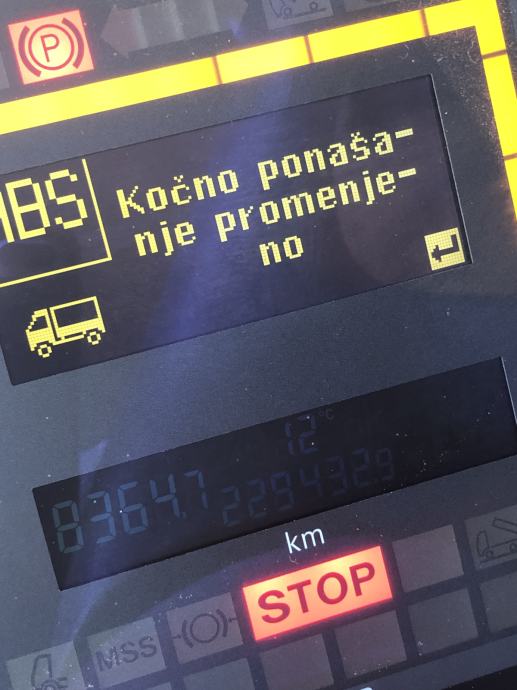 P
ABS
Kočno ponaša-
nje promenje-
no
12°C
8364.7 229432.9
km
STOP
MSS